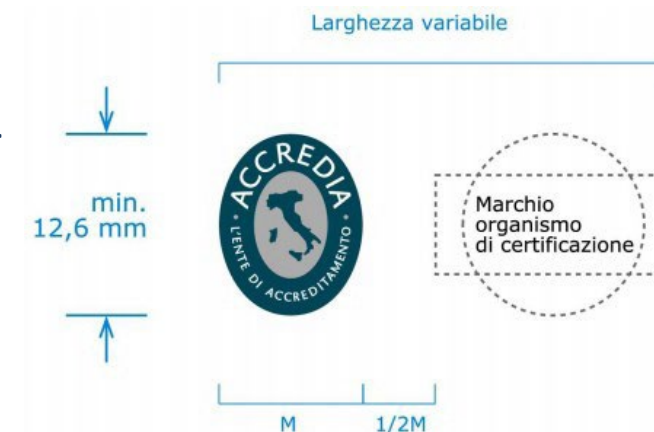 Larghezza variabile
min.
12,6 mm
ACCREDIA
L'ENTE DI ACCREDITAMENTO
Marchio
organismo
di certificazione
M
1/2M